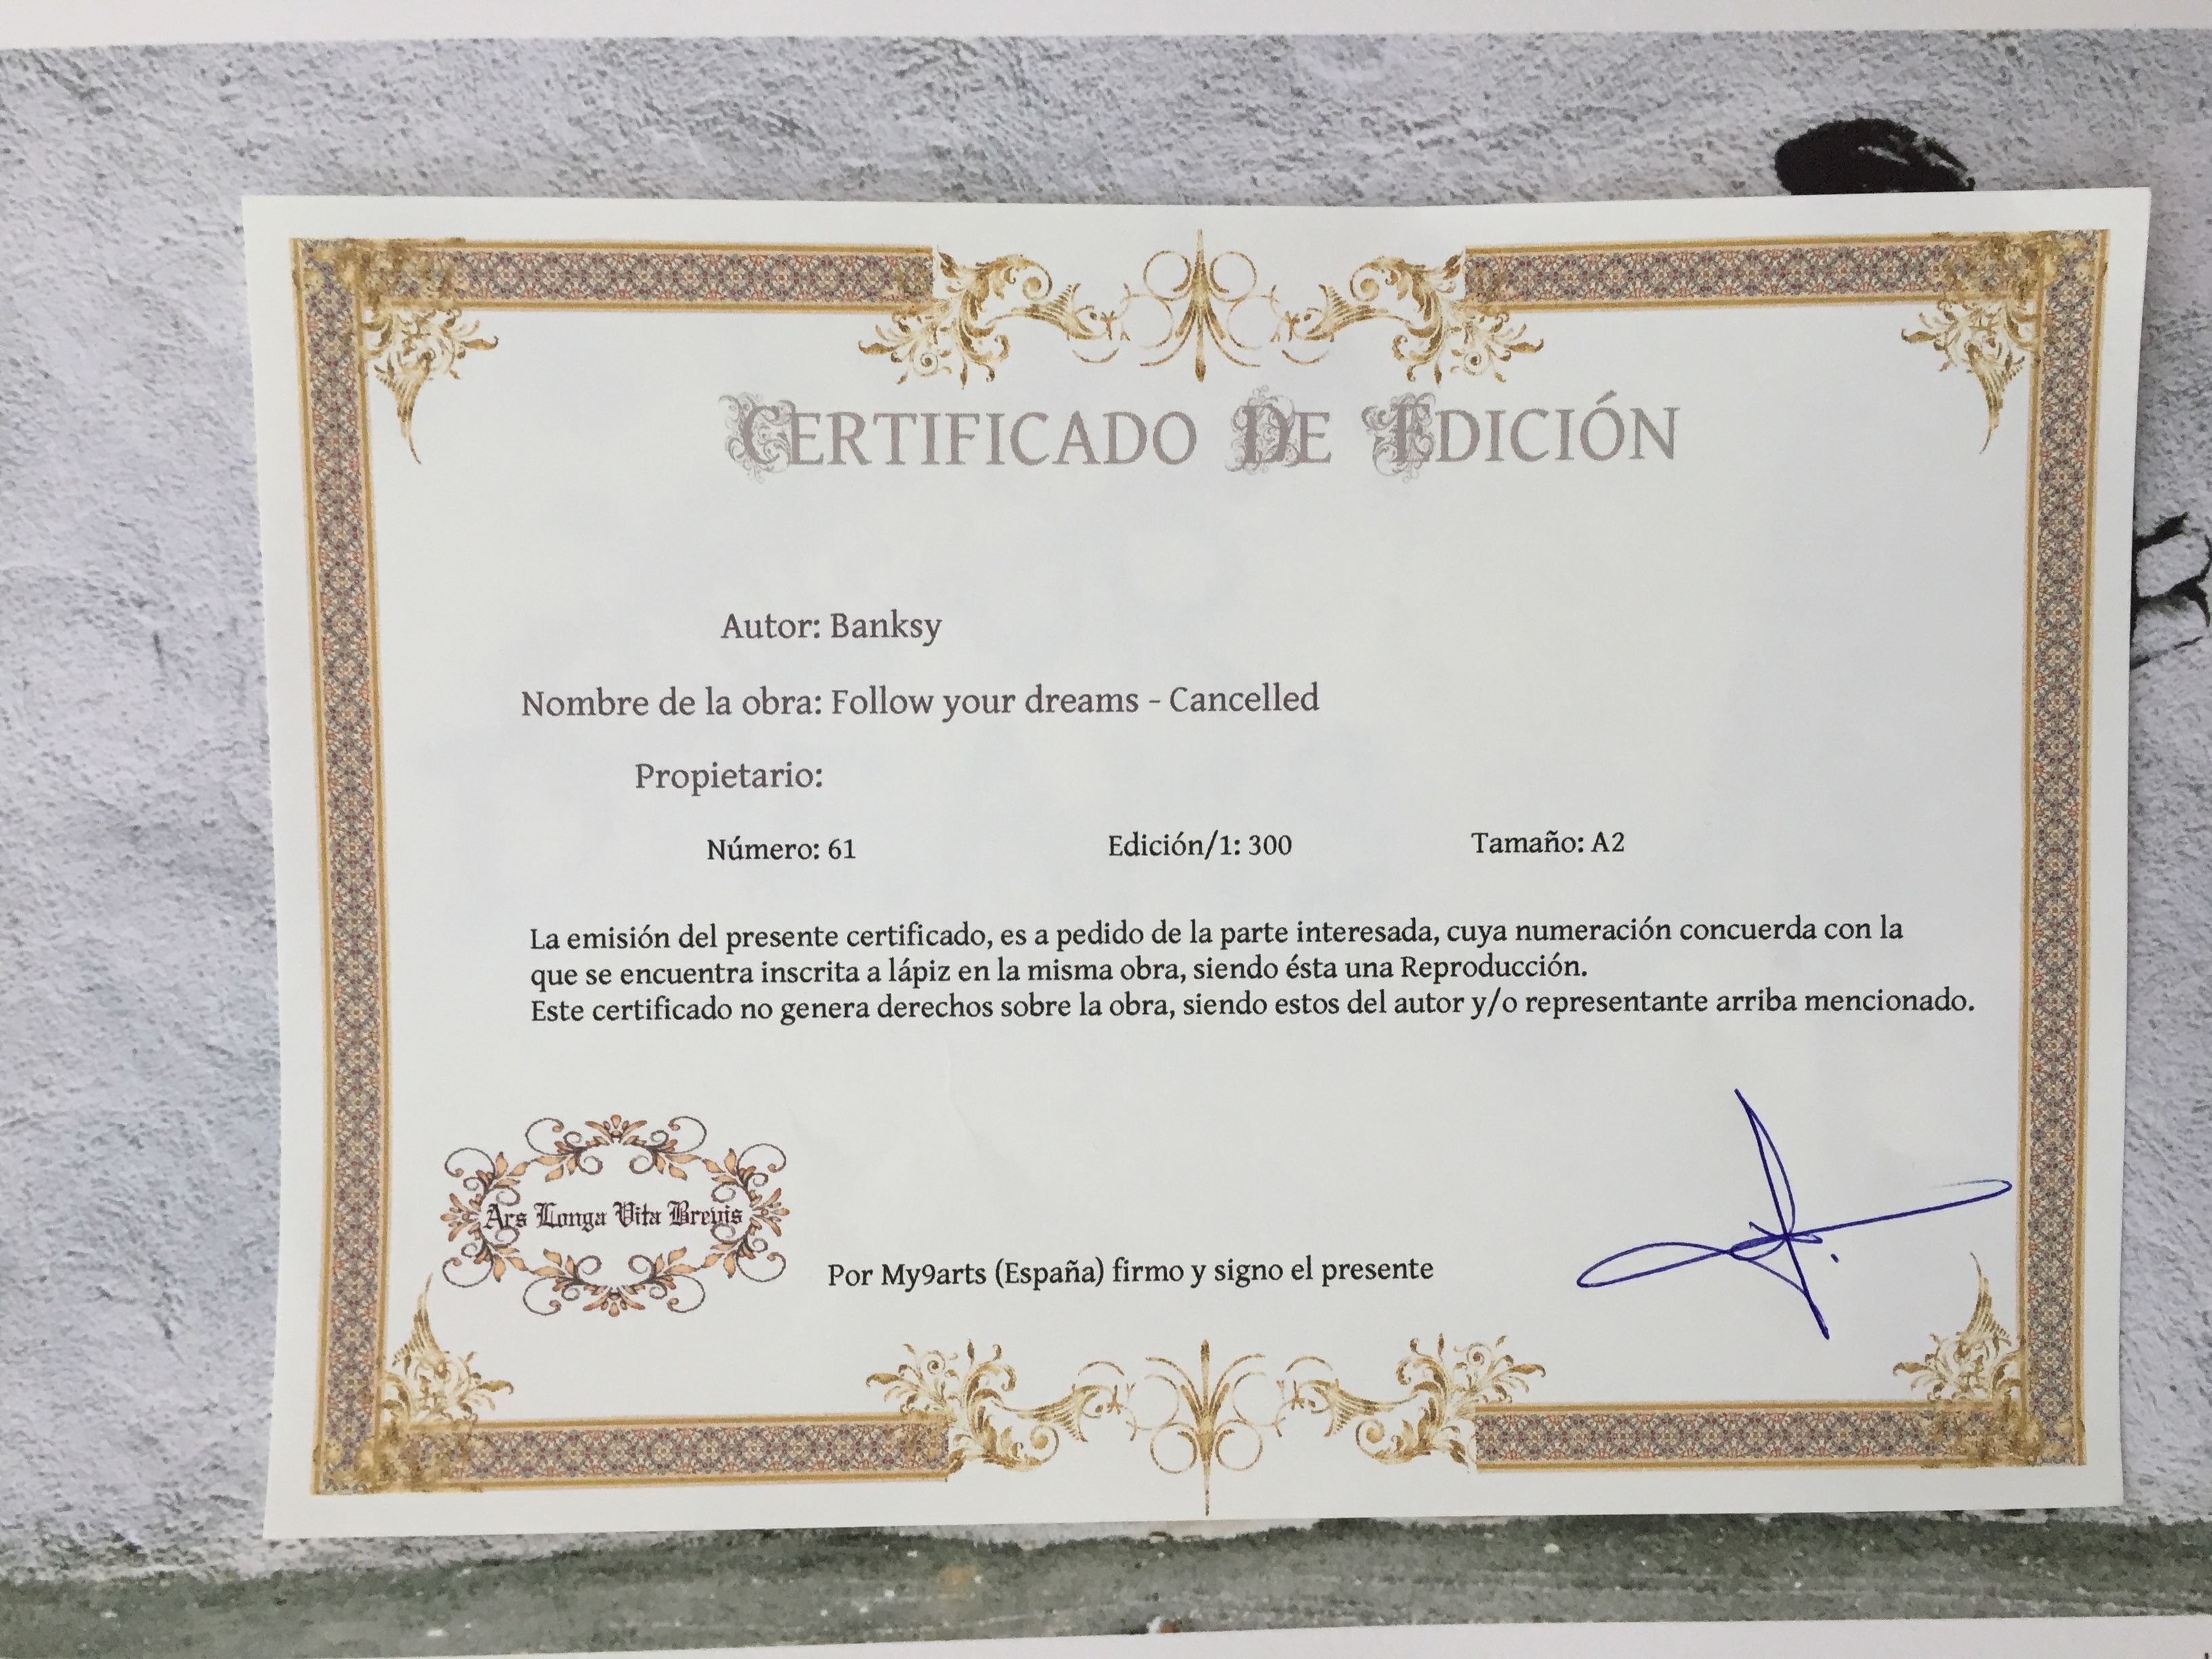 CERTIFICADO DE EDICIÓN
Autor: Banksy
Nombre de la obra: Follow your dreams - Cancelled
Propietario:
Número: 61 Edición/1: 300 Tamaño: A2
La emisión del presente certificado, es a pedido de la parte interesada, cuya numeración concuerda con la
que se encuentra inscrita a lápiz en la misma obra, siendo ésta una Reproducción.
Este certificado no genera derechos sobre la obra, siendo estos del autor y/o representante arriba mencionado.
Ars Longa Vita Brevis
Por My9arts (España) firmo y signo el presente